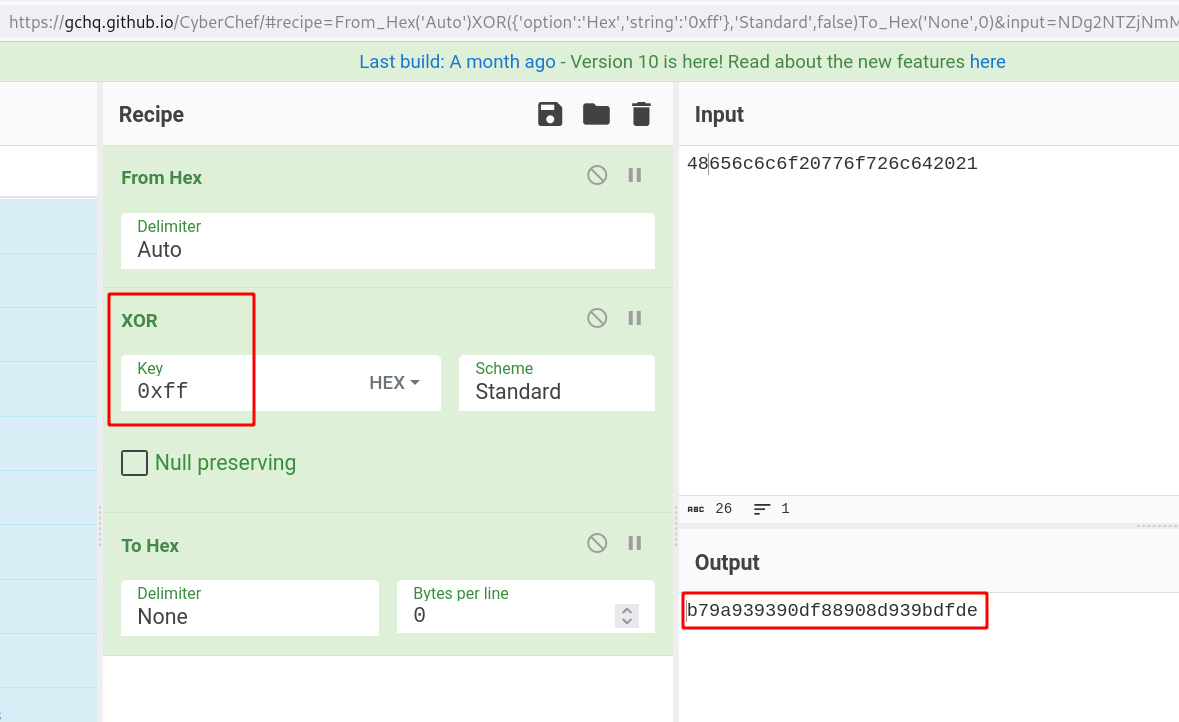 https://gchq.github.io/CyberChef/#recipe=From_Hex('Auto')XOR({'option':'Hex','string':'0xff'},'Standard',false)To_Hex('None',0)&input=NDg2NTZjNmM
Last build: A month ago - Version 10 is here! Read about the new features here
Recipe
From Hex
Delimiter
Auto
XOR
Key
0xff
HEX
Scheme
Standard
Null preserving
To Hex
Delimiter
None
Bytes per line
0
Input
48656c6c6f20776f726c642021
ABC 26 1
Output
b79a939390df88908d939bdfde